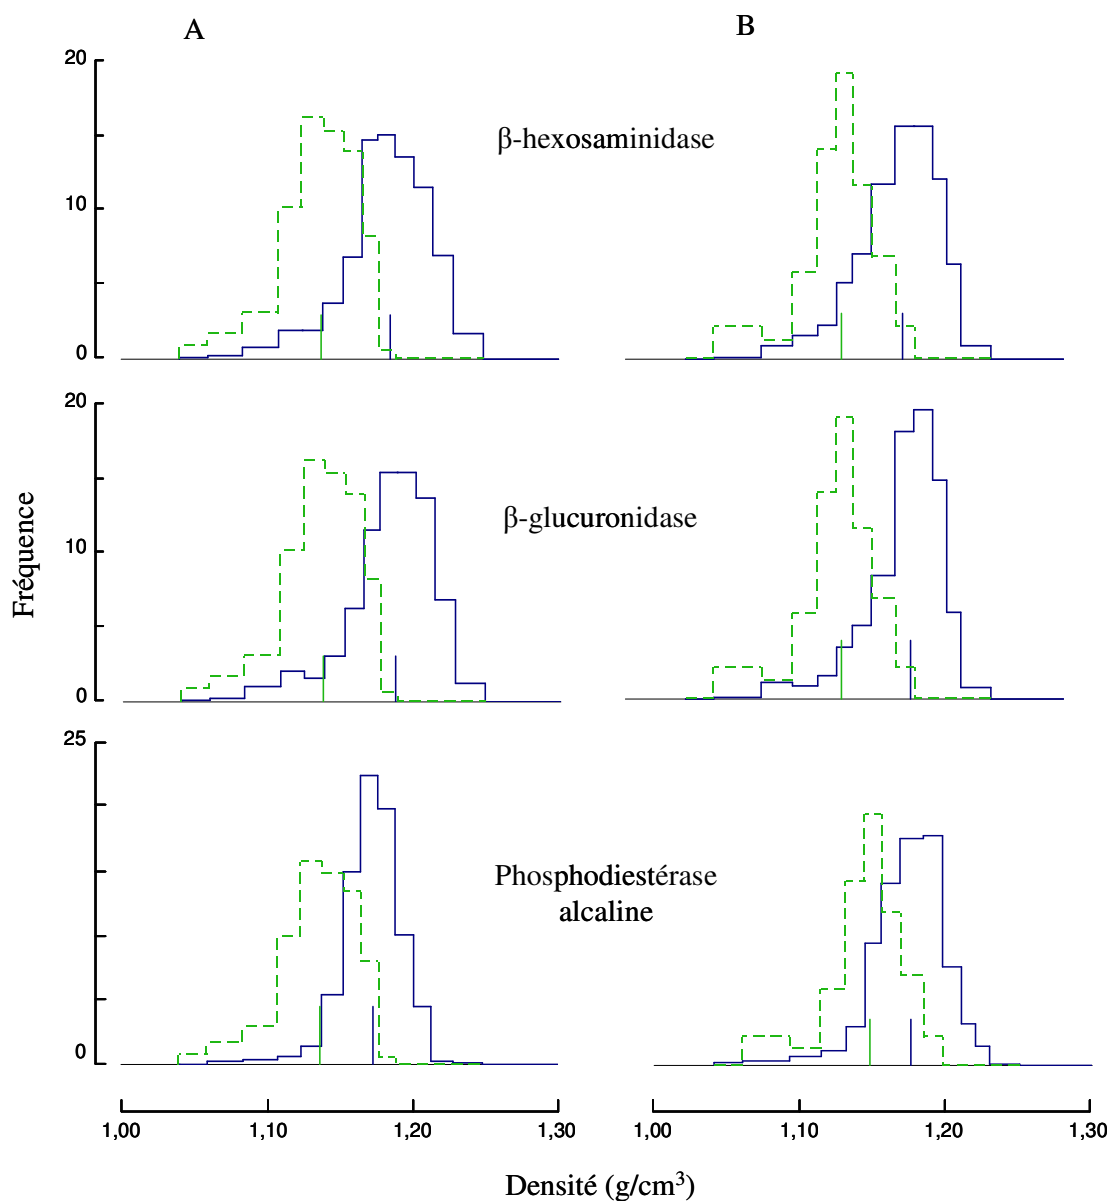 A
B
20
10
0
β-hexosaminidase
20
10
0
β-glucuronidase
Fréquence
25
0
Phosphodiestérase
alcaline
1,00 1,10 1,20 1,30 1,00 1,10 1,20 1,30
Densité (g/cm³)